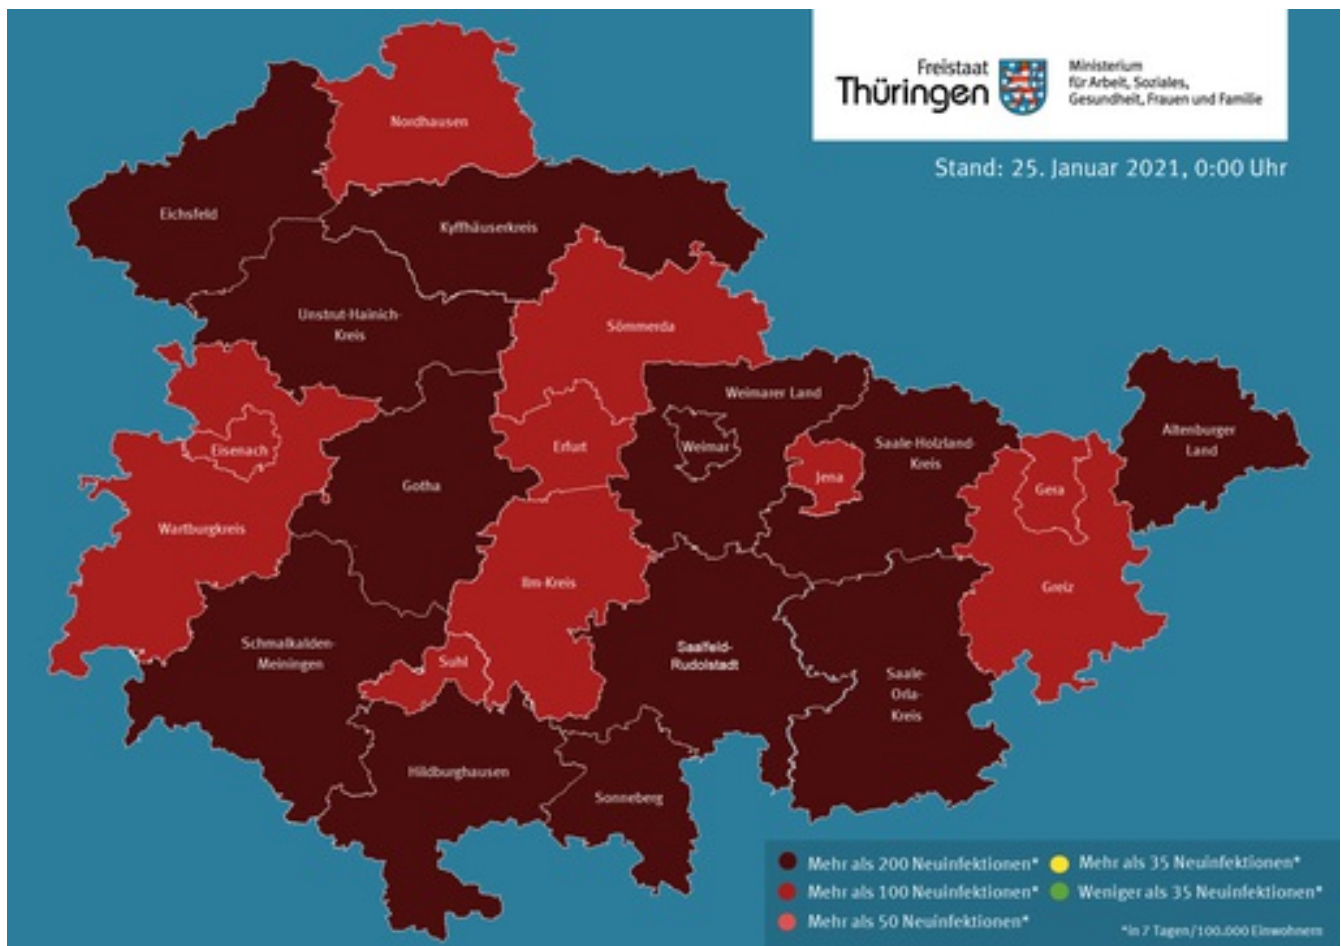 Freistaat
Thüringen
Ministerium
für Arbeit, Soziales,
Gesundheit, Frauen und Familie
Stand: 25. Januar 2021, 0:00 Uhr
Nordhausen
Eichsfeld
Kyffhäuserkreis
Unstrut-Hainich-
Kreis
Sömmerda
Weimarer Land
Eisenach
Erfurt
Weimar
Saale-Holzland-
Kreis
Altenburger
Land
Jena
Gera
Gotha
Wartburgkreis
Ilm-Kreis
Greiz
Schmalkalden-
Meiningen
Suhl
Saalfeld-
Rudolstadt
Saale-
Orla-
Kreis
Hildburghausen
Sonneberg
Mehr als 200 Neuinfektionen*
Mehr als 100 Neuinfektionen*
Mehr als 50 Neuinfektionen*
Mehr als 35 Neuinfektionen*
Weniger als 35 Neuinfektionen*
*in 7 Tagen/100.000 Einwohnern